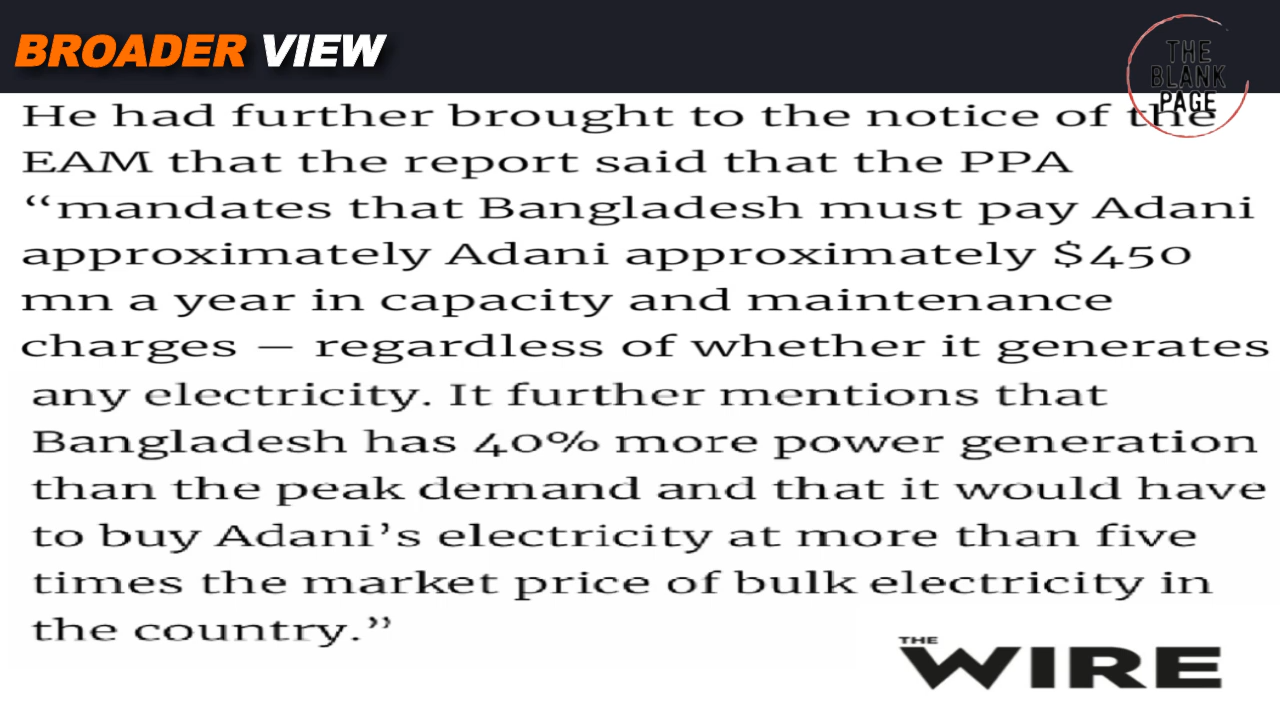 BROADER VIEW
THE
BLANK
PAGE
He had further brought to the notice of the
EAM that the report said that the PPA
“mandates that Bangladesh must pay Adani
approximately Adani approximately $450
mn a year in capacity and maintenance
charges – regardless of whether it generates
any electricity. It further mentions that
Bangladesh has 40% more power generation
than the peak demand and that it would have
to buy Adani’s electricity at more than five
times the market price of bulk electricity in
the country.”
THE
WIRE